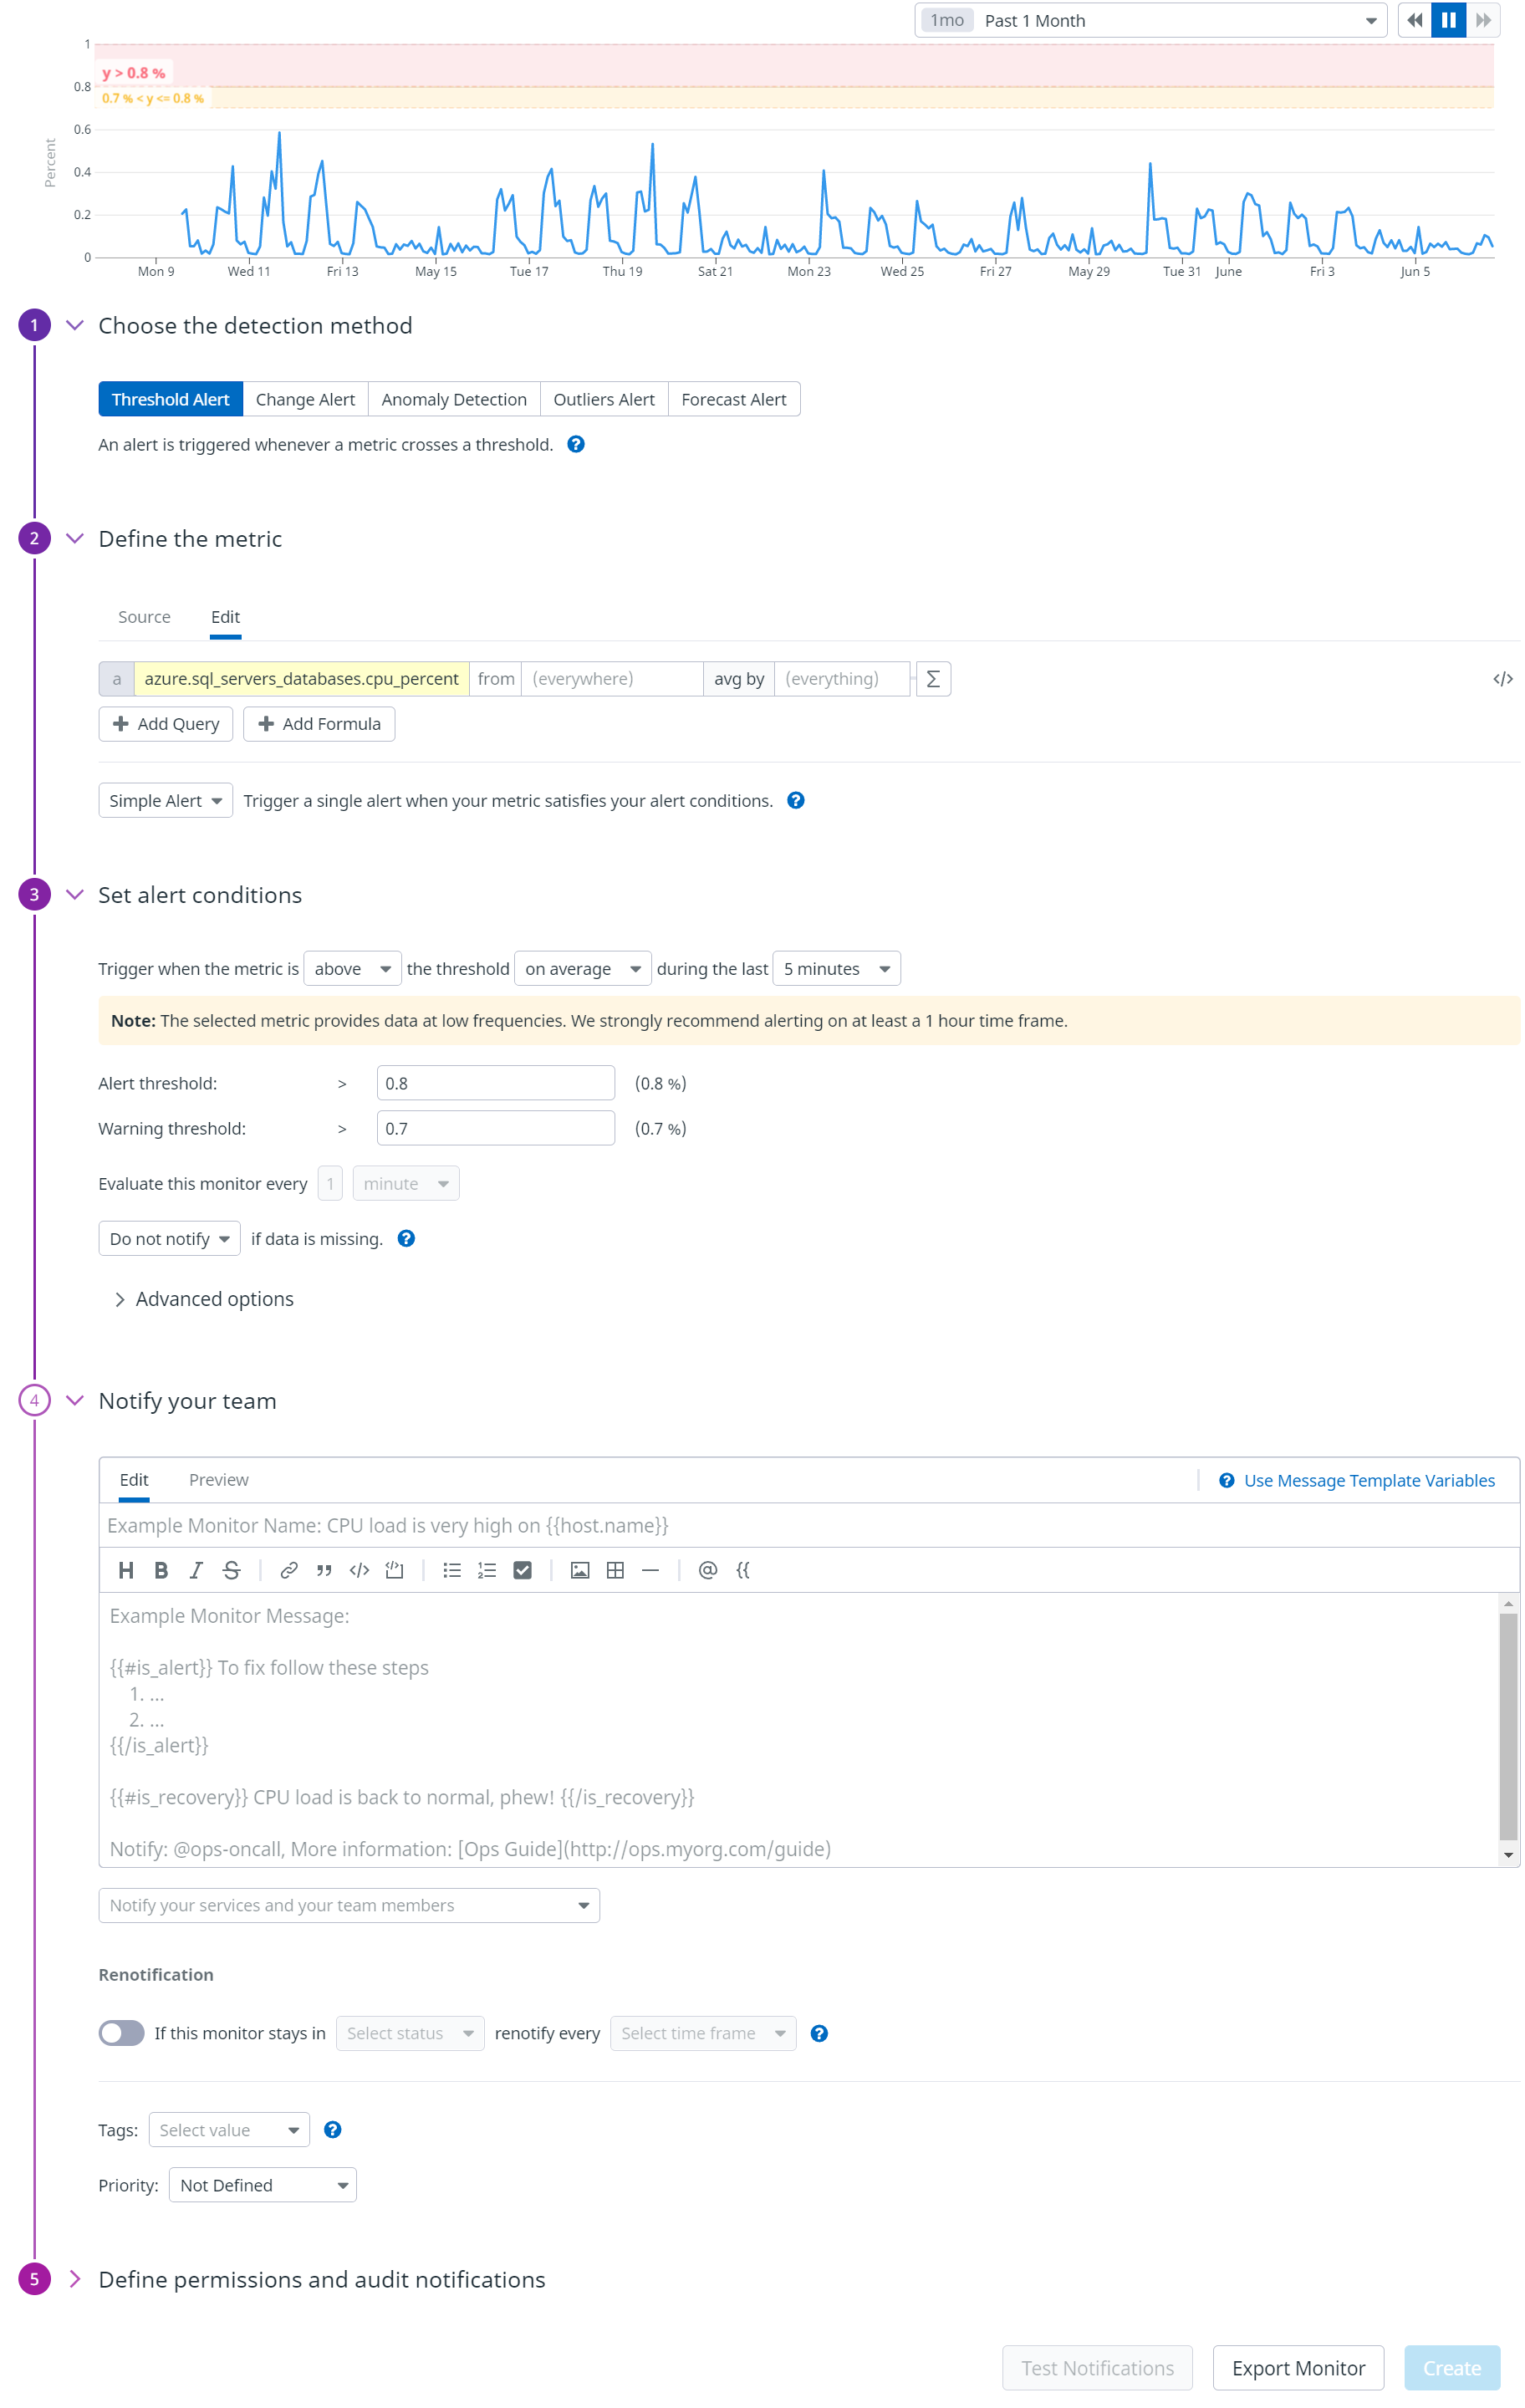 1mo Past 1 Month
1
y > 0.8 %
0.8
0.7 % < y <= 0.8 %
0.6
Percent
0.4
0.2
0
Mon 9 Wed 11 Fri 13 May 15 Tue 17 Thu 19 Sat 21 Mon 23 Wed 25 Fri 27 May 29 Tue 31 June Fri 3 Jun 5
1 Choose the detection method
Threshold Alert Change Alert Anomaly Detection Outliers Alert Forecast Alert
An alert is triggered whenever a metric crosses a threshold. ?
2 Define the metric
Source Edit
a azure.sql_servers_databases.cpu_percent from (everywhere) avg by (everything) Σ </>
+ Add Query + Add Formula
Simple Alert Trigger a single alert when your metric satisfies your alert conditions. ?
3 Set alert conditions
Trigger when the metric is above the threshold on average during the last 5 minutes
Note: The selected metric provides data at low frequencies. We strongly recommend alerting on at least a 1 hour time frame.
Alert threshold: > 0.8 (0.8 %)
Warning threshold: > 0.7 (0.7 %)
Evaluate this monitor every 1 minute
Do not notify if data is missing. ?
Advanced options
4 Notify your team
Edit Preview ? Use Message Template Variables
Example Monitor Name: CPU load is very high on {{host.name}}
H B I S </> @ {{
Example Monitor Message:
{{#is_alert}} To fix follow these steps
1. ...
2. ...
{{/is_alert}}
{{#is_recovery}} CPU load is back to normal, phew! {{/is_recovery}}
Notify: @ops-oncall, More information: [Ops Guide](http://ops.myorg.com/guide)
Notify your services and your team members
Renotification
If this monitor stays in Select status renotify every Select time frame ?
Tags: Select value ?
Priority: Not Defined
5 Define permissions and audit notifications
Test Notifications Export Monitor Create